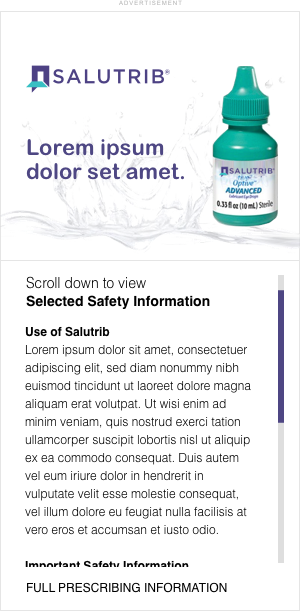 ADVERTISEMENT
SALUTRIB®
Lorem ipsum
dolor set amet.
SALUTRIB®
Optive
ADVANCED
Lubricant Eye Drops
0.33 fl oz (10 mL) Sterile
Scroll down to view
Selected Safety Information
Use of Salutrib
Lorem ipsum dolor sit amet, consectetuer
adipiscing elit, sed diam nonummy nibh
euismod tincidunt ut laoreet dolore magna
aliquam erat volutpat. Ut wisi enim ad
minim veniam, quis nostrud exerci tation
ullamcorper suscipit lobortis nisl ut aliquip
ex ea commodo consequat. Duis autem
vel eum iriure dolor in hendrerit in
vulputate velit esse molestie consequat,
vel illum dolore eu feugiat nulla facilisis at
vero eros et accumsan et iusto odio.
Important Safety Information
FULL PRESCRIBING INFORMATION